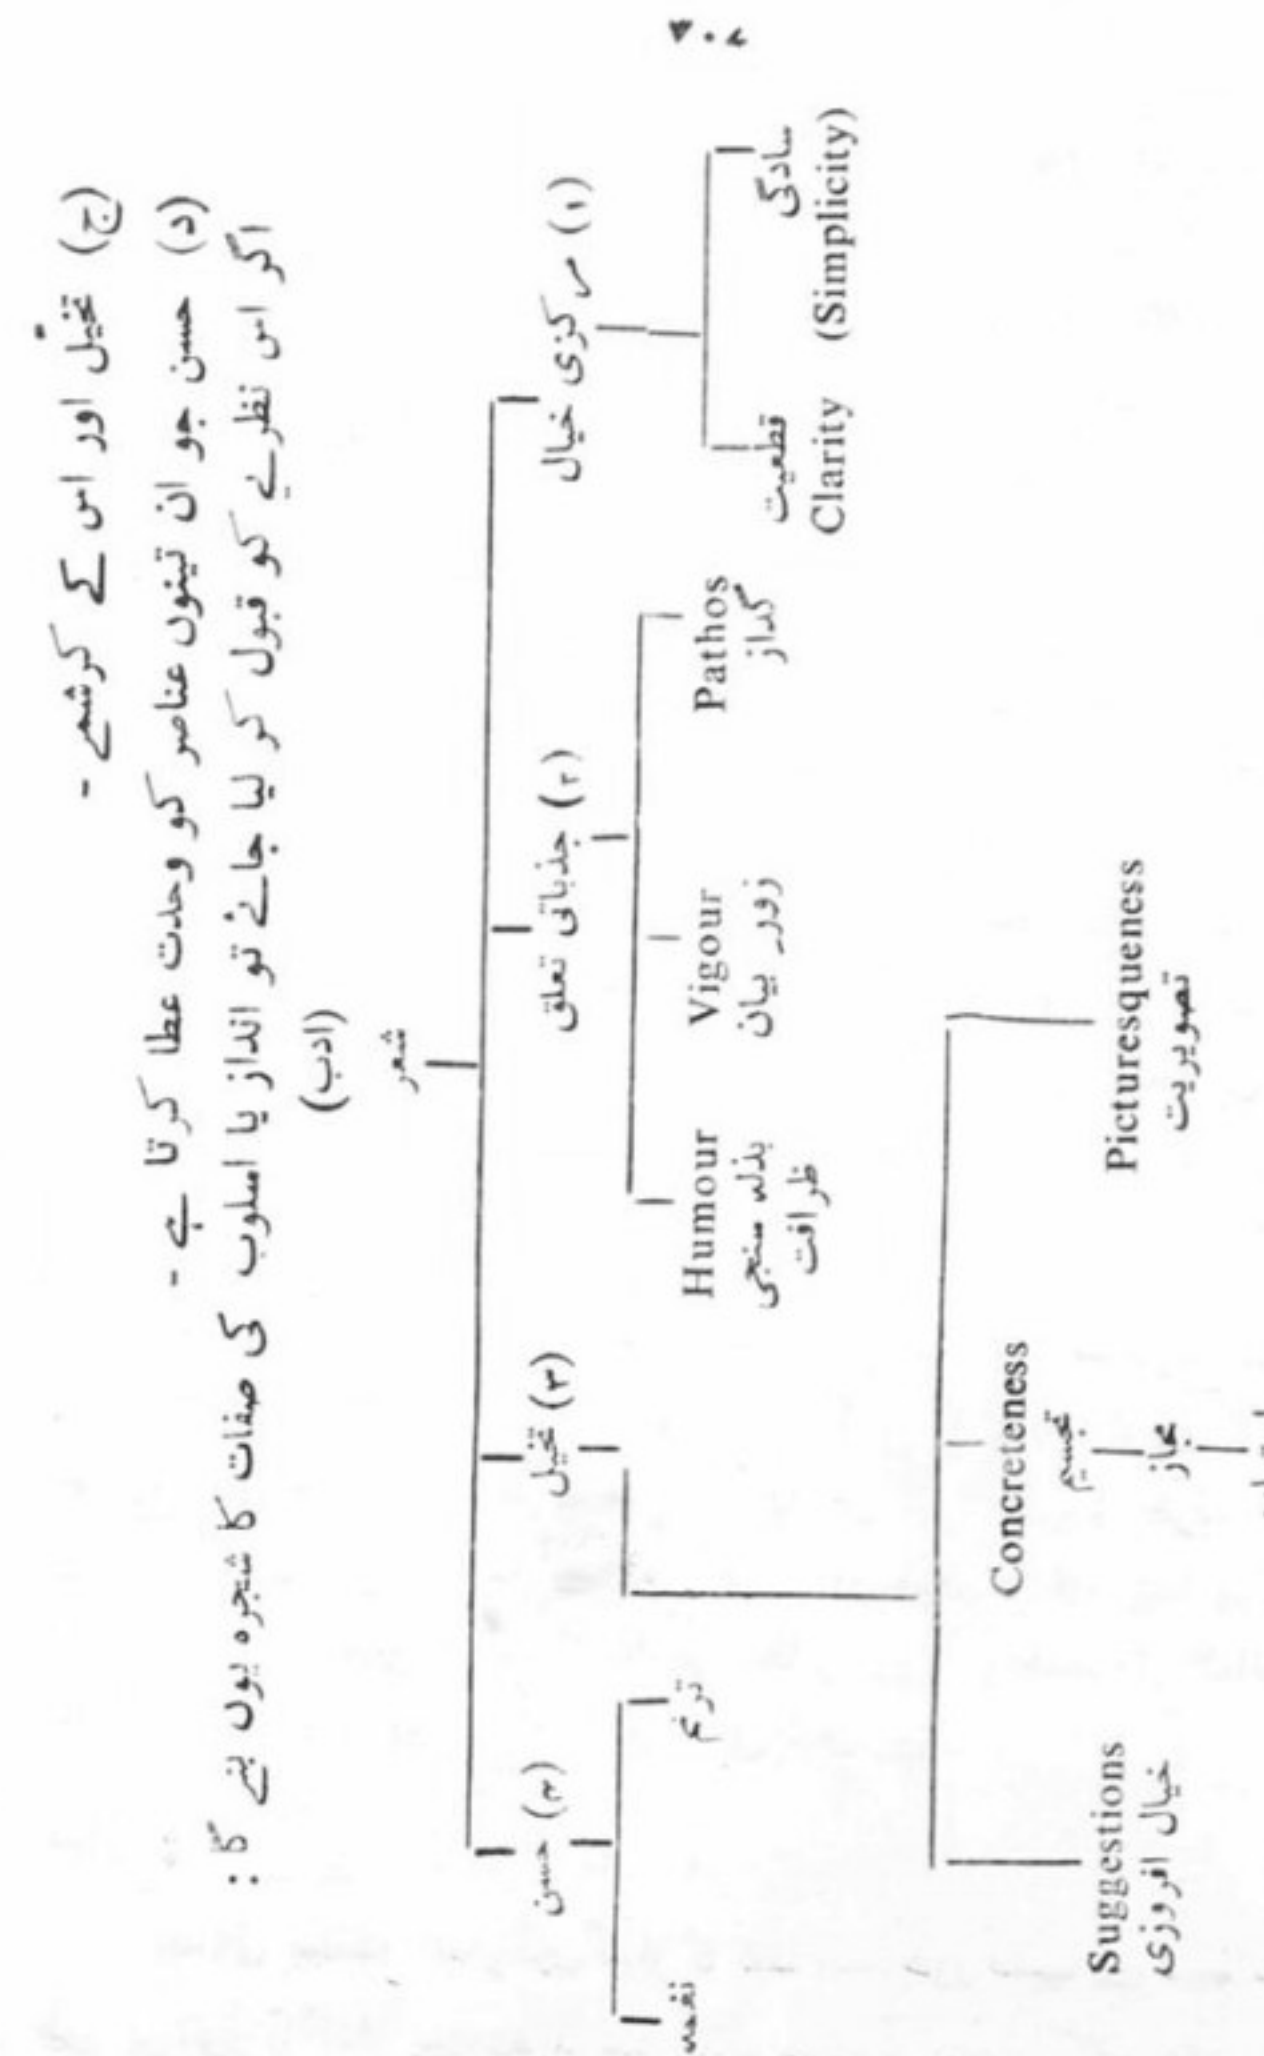 (ج) تخیّل اور اس کے کرشمے -
(د) حسن جو ان تینوں عناصر کو وحدت عطا کرتا ہے -
اگر اس نظریے کو قبول کر لیا جائے تو انداز یا اسلوب کی صفات کا شجرہ یوں بنے گا :
(ادب)
شعر
(۱) مرکزی خیال
(۲) جذباتی تعلق
(۳) تخیل
(۴) حسن
سادگی
(Simplicity)
قطعیت
Clarity
Pathos
گداز
Vigour
زور بیان
Humour
بذلہ سنجی
ظرافت
ترنم
نغمہ
Picturesqueness
تصویریت
Concreteness
تجسیم
مجاز
Suggestions
خیال افروزی